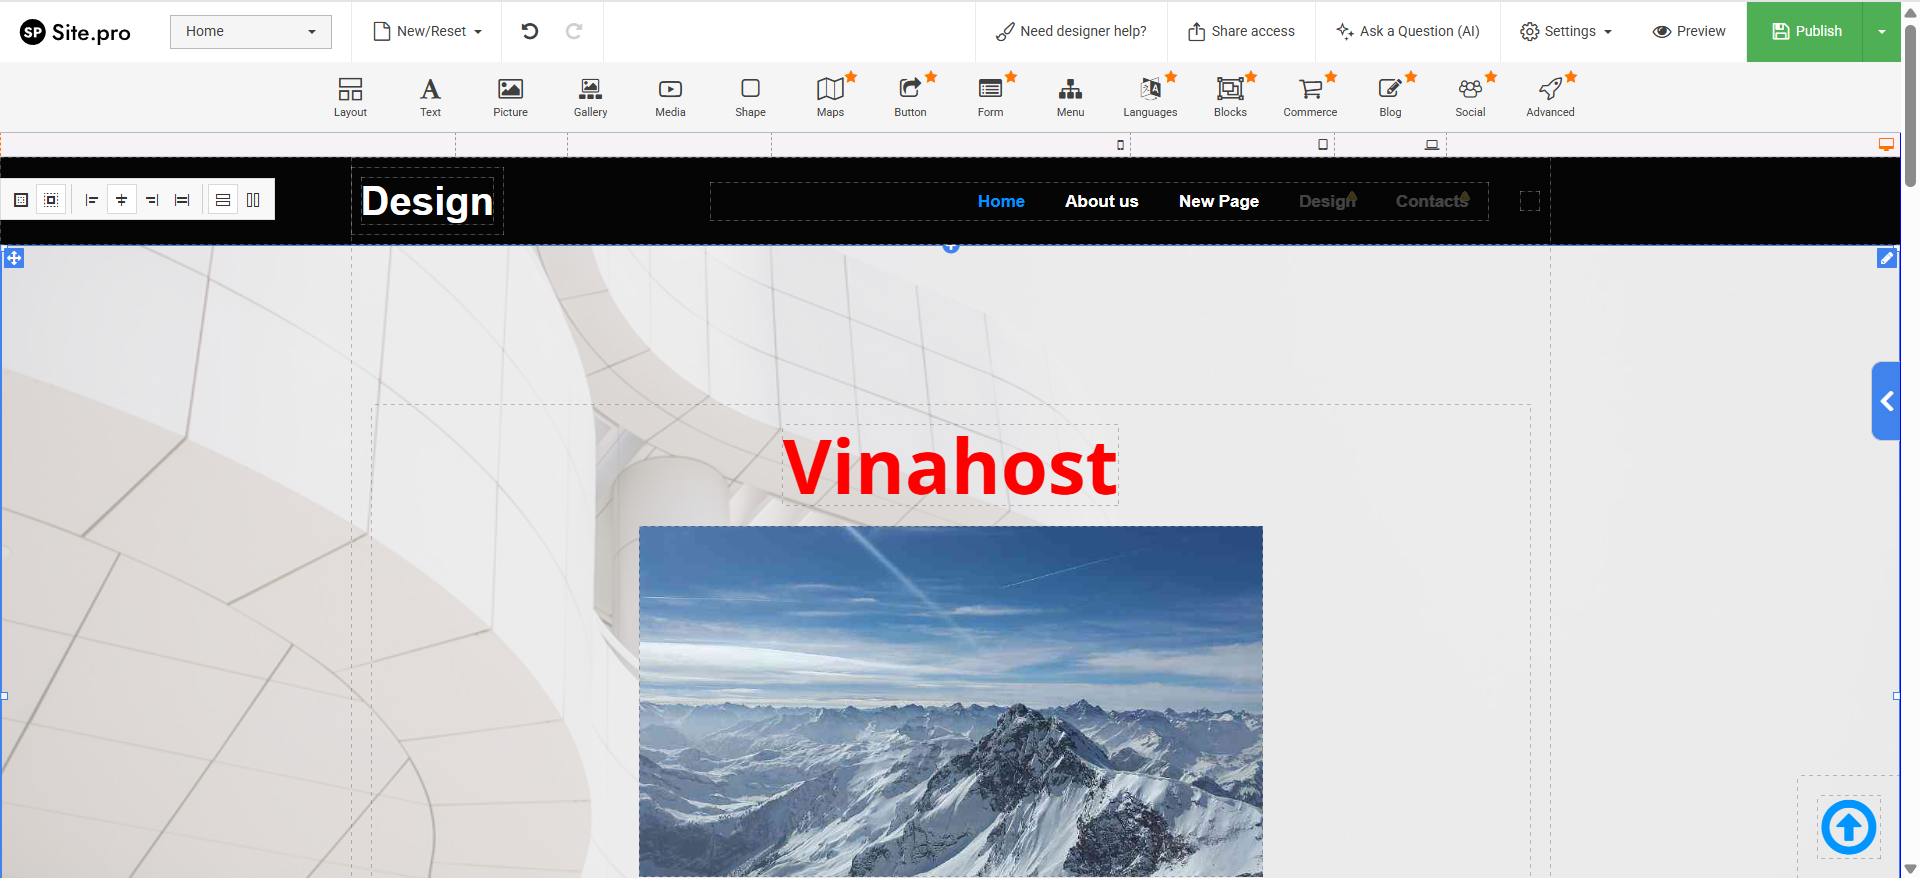 SP Site.pro
Home
New/Reset
Need designer help?
Share access
Ask a Question (AI)
Settings
Preview
Publish
Layout
Text
Picture
Gallery
Media
Shape
Maps
Button
Form
Menu
Languages
Blocks
Commerce
Blog
Social
Advanced
Design
Home
About us
New Page
Design
Contacts
Vinahost